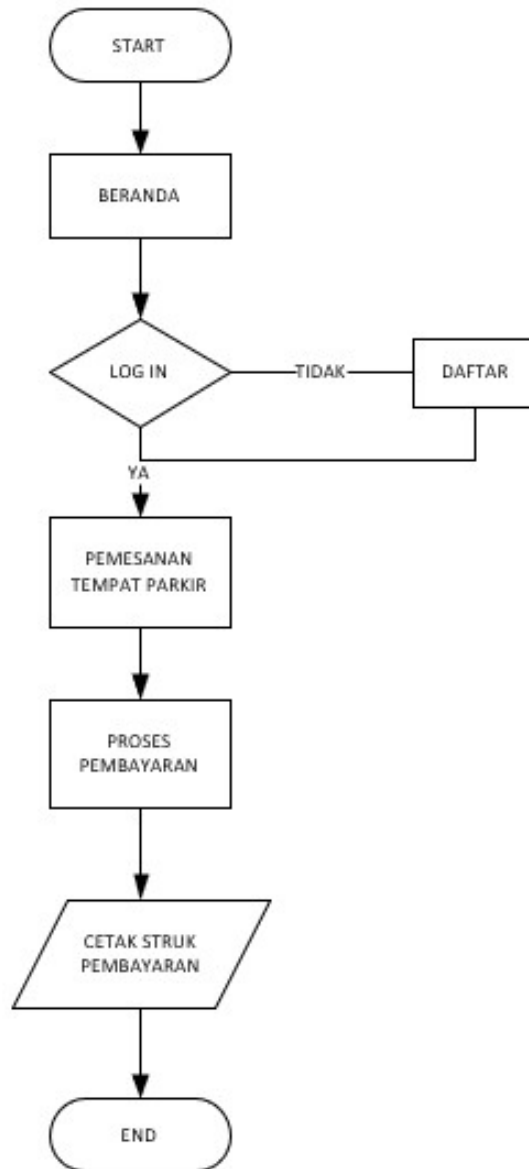 START
BERANDA
LOG IN
TIDAK
DAFTAR
YA
PEMESANAN
TEMPAT PARKIR
PROSES
PEMBAYARAN
CETAK STRUK
PEMBAYARAN
END